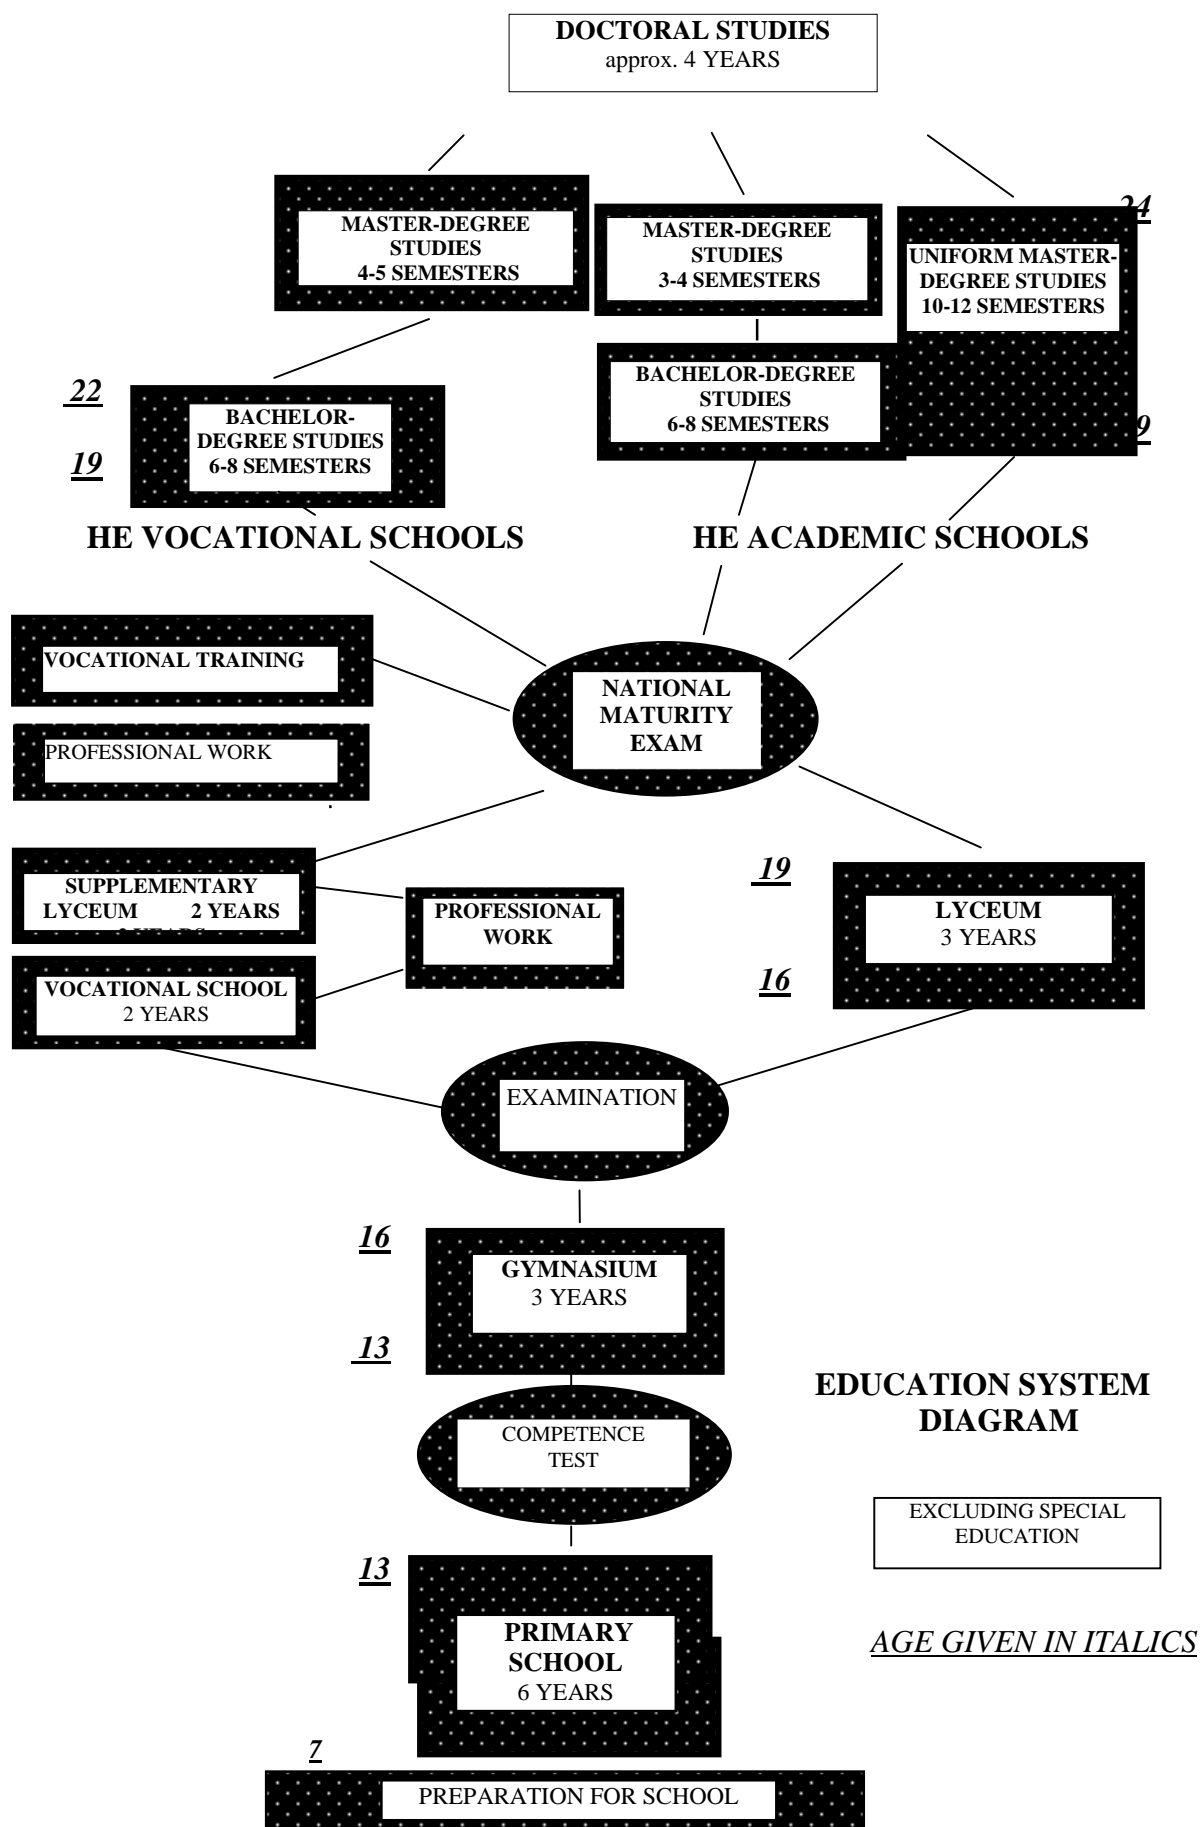 DOCTORAL STUDIES
approx. 4 YEARS
24
MASTER-DEGREE
STUDIES
4-5 SEMESTERS
MASTER-DEGREE
STUDIES
3-4 SEMESTERS
UNIFORM MASTER-
DEGREE STUDIES
10-12 SEMESTERS
22
BACHELOR-
DEGREE STUDIES
6-8 SEMESTERS
19
BACHELOR-DEGREE
STUDIES
6-8 SEMESTERS
9
HE VOCATIONAL SCHOOLS
HE ACADEMIC SCHOOLS
VOCATIONAL TRAINING
PROFESSIONAL WORK
NATIONAL
MATURITY
EXAM
SUPPLEMENTARY
LYCEUM 2 YEARS
2 YEARS
PROFESSIONAL
WORK
19
LYCEUM
3 YEARS
16
VOCATIONAL SCHOOL
2 YEARS
EXAMINATION
16
GYMNASIUM
3 YEARS
13
COMPETENCE
TEST
EDUCATION SYSTEM
DIAGRAM
EXCLUDING SPECIAL
EDUCATION
13
PRIMARY
SCHOOL
6 YEARS
AGE GIVEN IN ITALICS
7
PREPARATION FOR SCHOOL